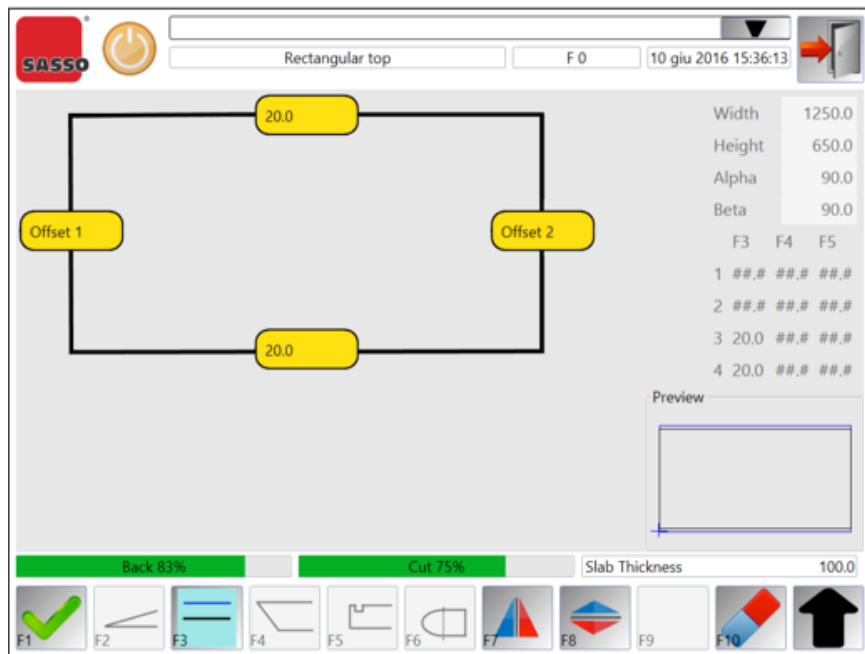 SASSO
®
Rectangular top
F 0
10 giu 2016 15:36:13
20.0
Offset 1
Offset 2
20.0
Width 1250.0
Height 650.0
Alpha 90.0
Beta 90.0
F3 F4 F5
1 ##.# ##.# ##.#
2 ##.# ##.# ##.#
3 20.0 ##.# ##.#
4 20.0 ##.# ##.#
Preview
Back 83%
Cut 75%
Slab Thickness 100.0
F1 F2 F3 F4 F5 F6 F7 F8 F9 F10